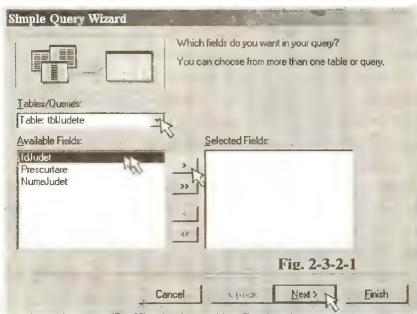 Simple Query Wizard
Which fields do you want in your query?
You can choose from more than one table or query.
Tables/Queries:
Table: tblJudete
Available Fields:
Selected Fields:
IdJudet
Prescurtare
NumeJudet
>
>>
<
<<
Fig. 2-3-2-1
Cancel
< Back
Next >
Finish